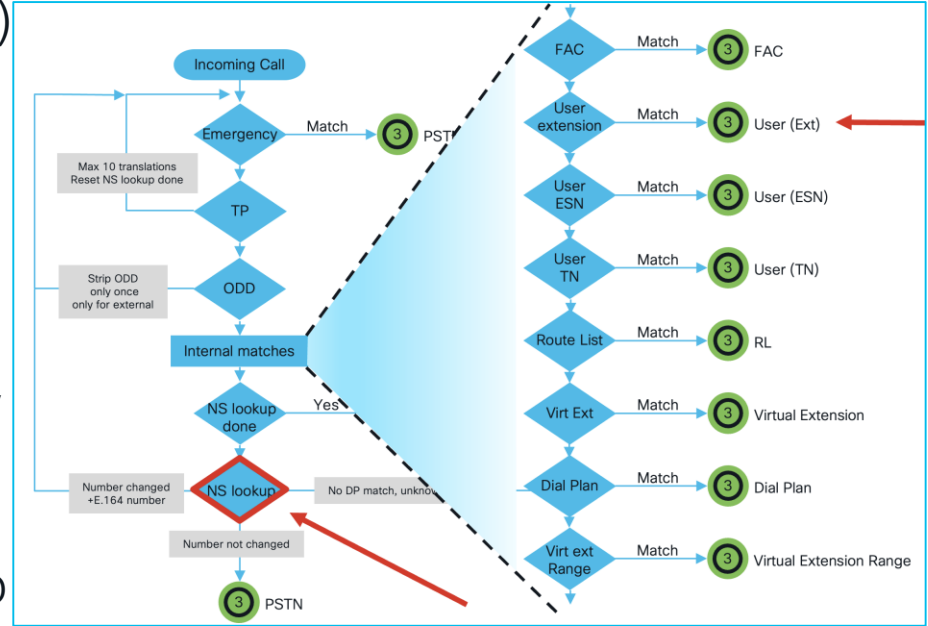 Incoming Call
Emergency
Match
3
PSTN
Max 10 translations
Reset NS lookup done
TP
Strip ODD
only once
only for external
ODD
Internal matches
NS lookup
done
Yes
Number changed
+E.164 number
NS lookup
No DP match,
Number not changed
3
PSTN
FAC
Match
3
FAC
User
extension
Match
3
User (Ext)
User
ESN
Match
3
User (ESN)
User
TN
Match
3
User (TN)
Route List
Match
3
RL
Virt Ext
Match
3
Virtual Extension
Dial Plan
Match
3
Dial Plan
Virt ext
Range
Match
3
Virtual Extension Range